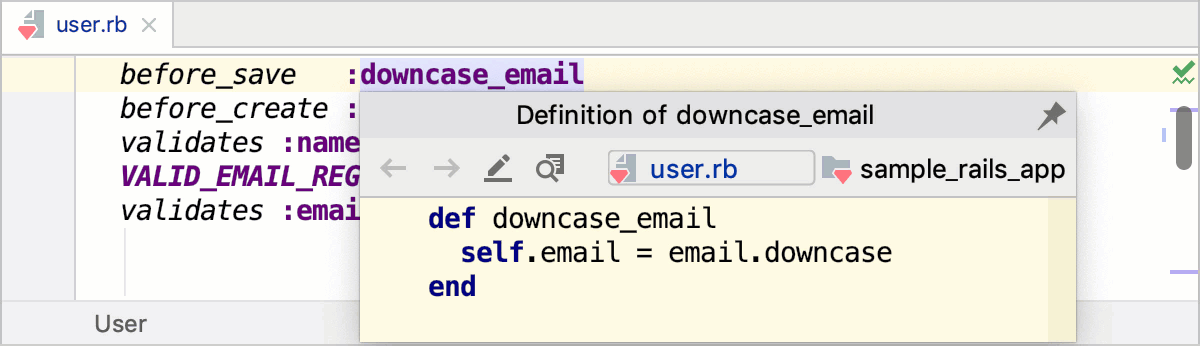 user.rb
before_save :downcase_email
before_create :
validates :name
VALID_EMAIL_REG
validates :emai
Definition of downcase_email
user.rb sample_rails_app
def downcase_email
self.email = email.downcase
end
User